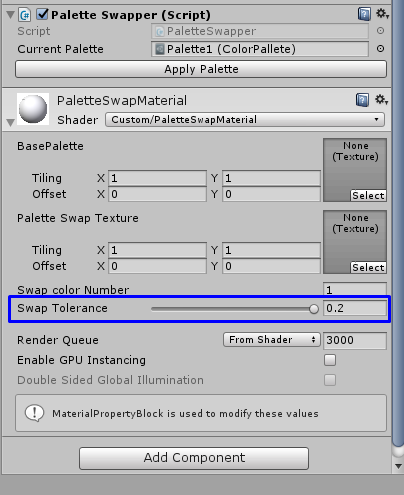 Palette Swapper (Script)
Script PaletteSwapper
Current Palette Palette1 (ColorPallete)
Apply Palette
PaletteSwapMaterial
Shader Custom/PaletteSwapMaterial
BasePalette None
(Texture)
Tiling X 1 Y 1
Offset X 0 Y 0 Select
Palette Swap Texture None
(Texture)
Tiling X 1 Y 1
Offset X 0 Y 0 Select
Swap color Number 1
Swap Tolerance 0.2
Render Queue From Shader 3000
Enable GPU Instancing
Double Sided Global Illumination
MaterialPropertyBlock is used to modify these values
Add Component